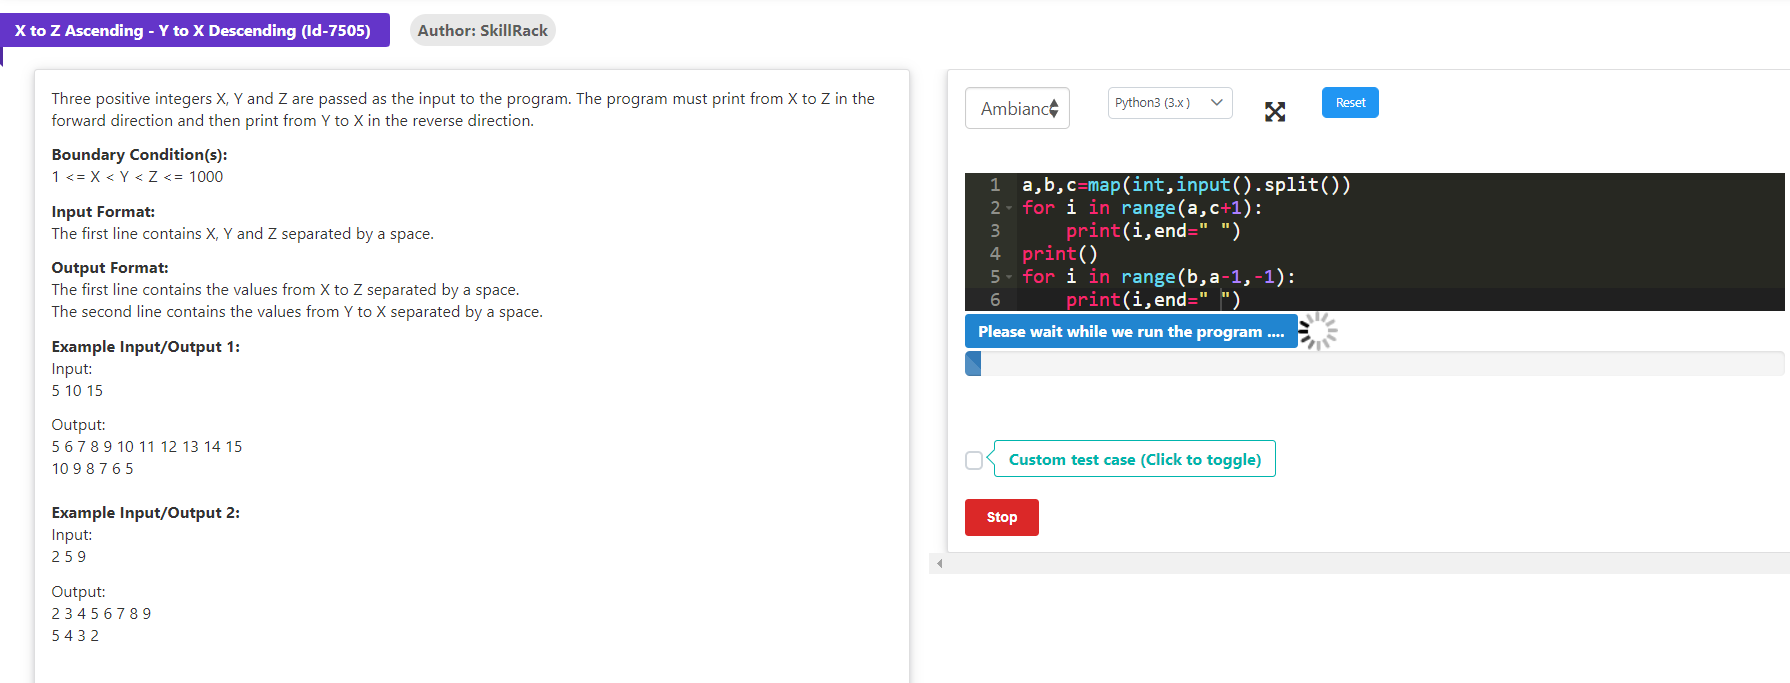 X to Z Ascending - Y to X Descending (Id-7505)
Author: SkillRack
Three positive integers X, Y and Z are passed as the input to the program. The program must print from X to Z in the
forward direction and then print from Y to X in the reverse direction.
Boundary Condition(s):
1 <= X < Y < Z <= 1000
Input Format:
The first line contains X, Y and Z separated by a space.
Output Format:
The first line contains the values from X to Z separated by a space.
The second line contains the values from Y to X separated by a space.
Example Input/Output 1:
Input:
5 10 15
Output:
5 6 7 8 9 10 11 12 13 14 15
10 9 8 7 6 5
Example Input/Output 2:
Input:
2 5 9
Output:
2 3 4 5 6 7 8 9
5 4 3 2
Ambianc
Python3 (3.x)
Reset
1 a,b,c=map(int,input().split())
2 for i in range(a,c+1):
3     print(i,end=" ")
4 print()
5 for i in range(b,a-1,-1):
6     print(i,end=" ")
Please wait while we run the program ....
Custom test case (Click to toggle)
Stop